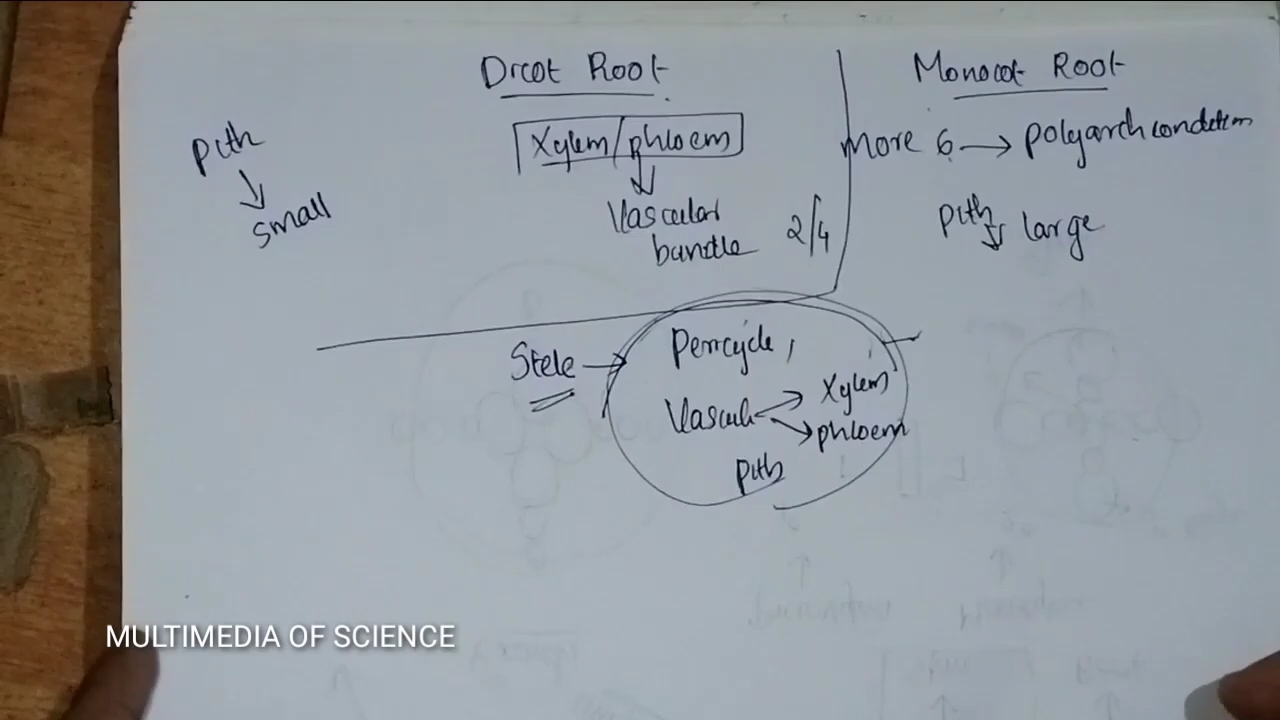 Dicot Root
Monocot Root
Pith
small
Xylem/phloem
Vascular
bundle
2/4
more 6 → polyarch condition
Pith large
Stele → Pericycle,
Vascul
Xylem
phloem
Pith
MULTIMEDIA OF SCIENCE